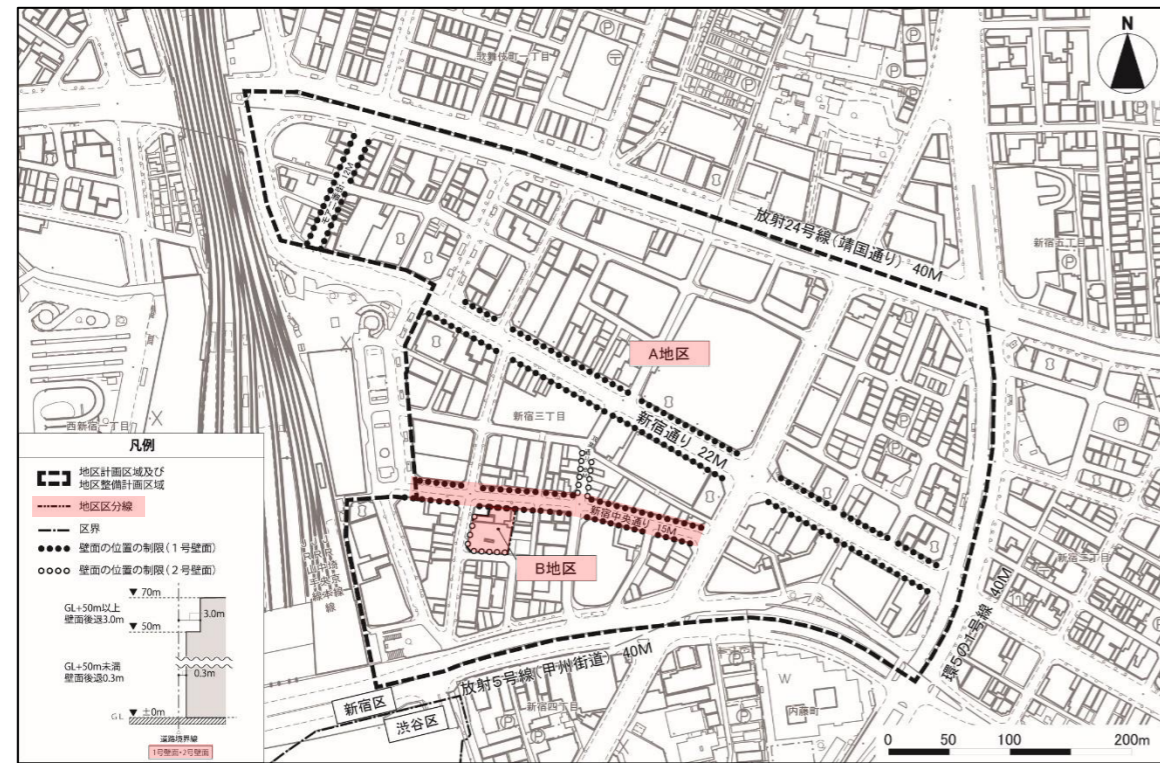 N
歌舞伎町一丁目
放射24号線(靖国通り) 40M
新宿五丁目
A地区
新宿三丁目
新宿通り 22M
西新宿一丁目
新宿中央通り 15M
B地区
新宿二丁目
環5の1号線 40M
放射5号線(甲州街道) 40M
新宿四丁目
内藤町
新宿区
渋谷区
凡例
地区計画区域及び
地区整備計画区域
地区区分線
区界
壁面の位置の制限(1号壁面)
壁面の位置の制限(2号壁面)
▼ 70m
GL+50m以上
壁面後退3.0m
3.0m
▼ 50m
GL+50m未満
壁面後退0.3m
0.3m
GL
▼ ±0m
道路境界線
1号壁面・2号壁面
0 50 100 200m